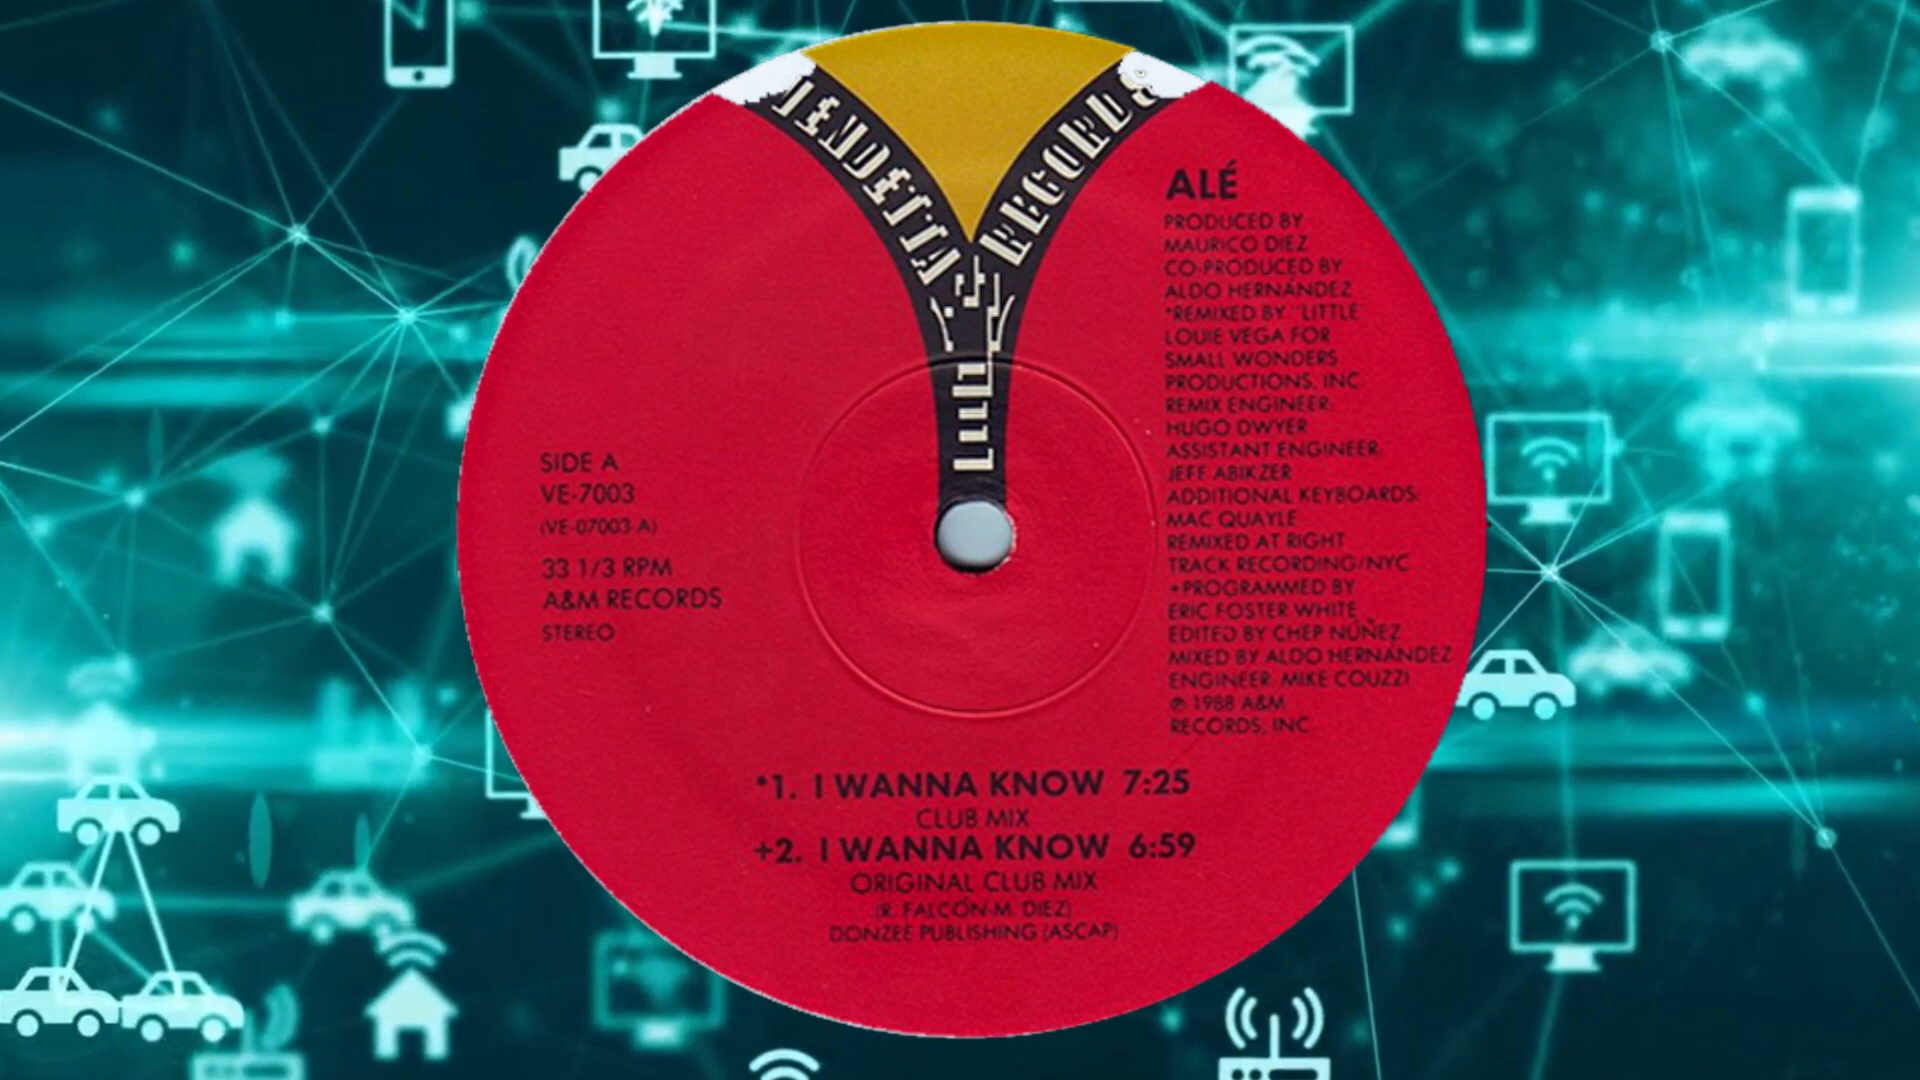 VENDETTA RECORDS
ALÉ
PRODUCED BY
MAURICO DIEZ
CO-PRODUCED BY
ALDO HERNÁNDEZ
*REMIXED BY "LITTLE"
LOUIE VEGA FOR
SMALL WONDERS
PRODUCTIONS, INC.
REMIX ENGINEER:
HUGO DWYER
ASSISTANT ENGINEER:
JEFF ABIKZER
ADDITIONAL KEYBOARDS:
MAC QUAYLE
REMIXED AT RIGHT
TRACK RECORDING/NYC
+PROGRAMMED BY
ERIC FOSTER WHITE
EDITED BY CHEP NÚÑEZ
MIXED BY ALDO HERNÁNDEZ
ENGINEER: MIKE COUZZI
℗ 1988 A&M
RECORDS, INC.
SIDE A
VE-7003
(VE-07003-A)
33 1/3 RPM
A&M RECORDS
STEREO
*1. I WANNA KNOW 7:25
CLUB MIX
+2. I WANNA KNOW 6:59
ORIGINAL CLUB MIX
(R. FALCÓN-M. DIEZ)
DONZEE PUBLISHING (ASCAP)